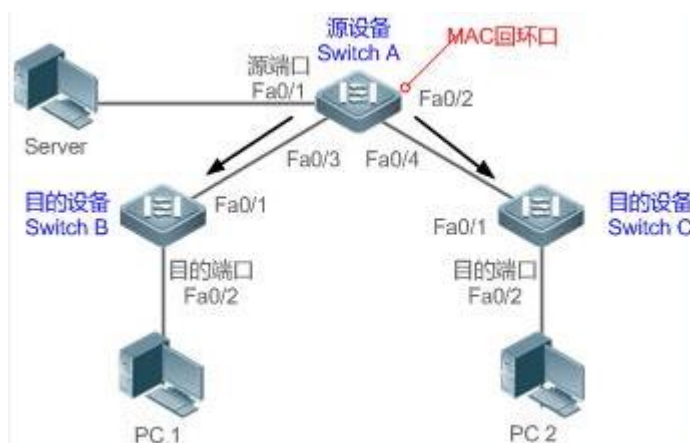 源设备
Switch A
MAC回环口
源端口
Fa0/1
Fa0/2
Server
Fa0/3
Fa0/4
目的设备
Switch B
Fa0/1
Fa0/1
目的设备
Switch C
目的端口
Fa0/2
目的端口
Fa0/2
PC 1
PC 2